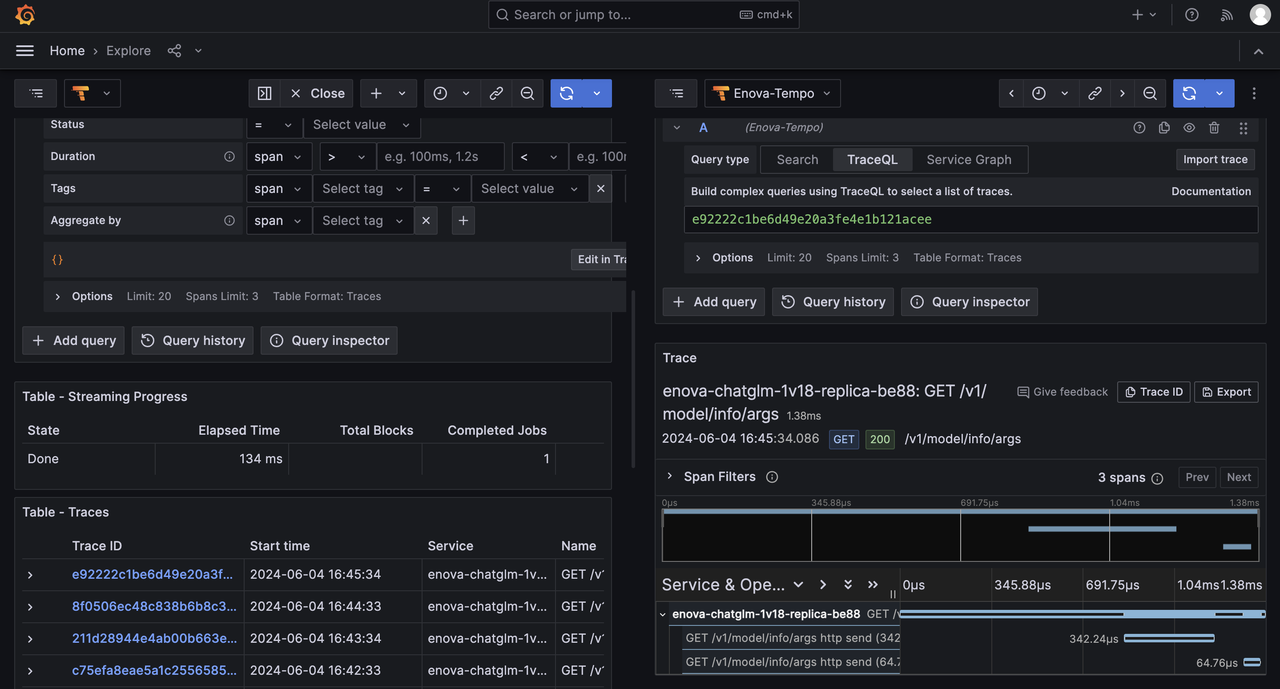 Search or jump to...
cmd+k
Home
Explore
Close
Status
=
Select value
Duration
span
>
e.g. 100ms, 1.2s
<
e.g. 100m
Tags
span
Select tag
=
Select value
Aggregate by
span
Select tag
{}
Edit in Tra
Options
Limit: 20
Spans Limit: 3
Table Format: Traces
Add query
Query history
Query inspector
Table - Streaming Progress
State Elapsed Time Total Blocks Completed Jobs
Done 134 ms 1
Table - Traces
Trace ID Start time Service Name
e92222c1be6d49e20a3f... 2024-06-04 16:45:34 enova-chatglm-1v... GET /v1
8f0506ec48c838b6b8c3... 2024-06-04 16:44:33 enova-chatglm-1v... GET /v1
211d28944e4ab00b663e... 2024-06-04 16:43:34 enova-chatglm-1v... GET /v1
c75efa8eae5a1c2556585... 2024-06-04 16:42:33 enova-chatglm-1v... GET /v1
Enova-Tempo
A (Enova-Tempo)
Query type
Search
TraceQL
Service Graph
Import trace
Build complex queries using TraceQL to select a list of traces.
Documentation
e92222c1be6d49e20a3fe4e1b121acee
Options
Limit: 20
Spans Limit: 3
Table Format: Traces
Add query
Query history
Query inspector
Trace
enova-chatglm-1v18-replica-be88: GET /v1/
model/info/args 1.38ms
Give feedback
Trace ID
Export
2024-06-04 16:45:34.086 GET 200 /v1/model/info/args
Span Filters
3 spans
Prev
Next
0μs 345.88μs 691.75μs 1.04ms 1.38ms
Service & Ope...
0μs 345.88μs 691.75μs 1.04ms 1.38ms
enova-chatglm-1v18-replica-be88 GET /v
GET /v1/model/info/args http send (342
342.24μs
GET /v1/model/info/args http send (64.7
64.76μs